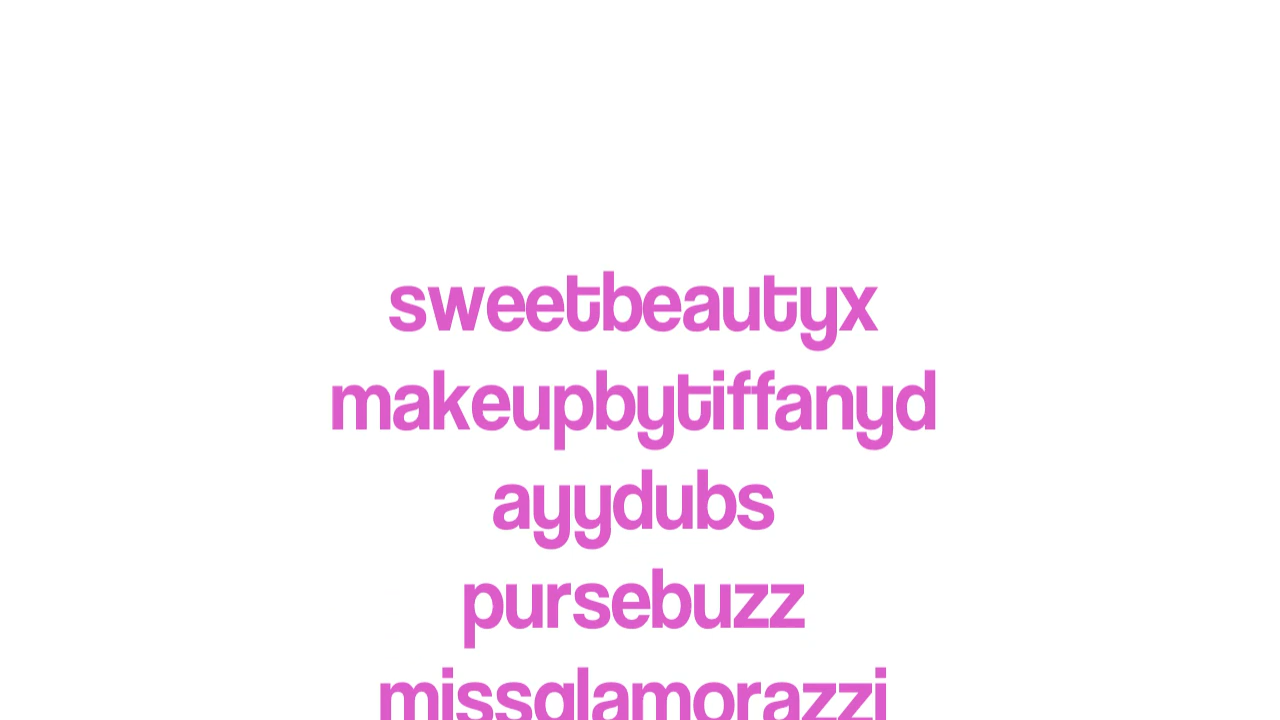 sweetbeautyx
makeupbytiffanyd
ayydubs
pursebuzz
missglamorazzi